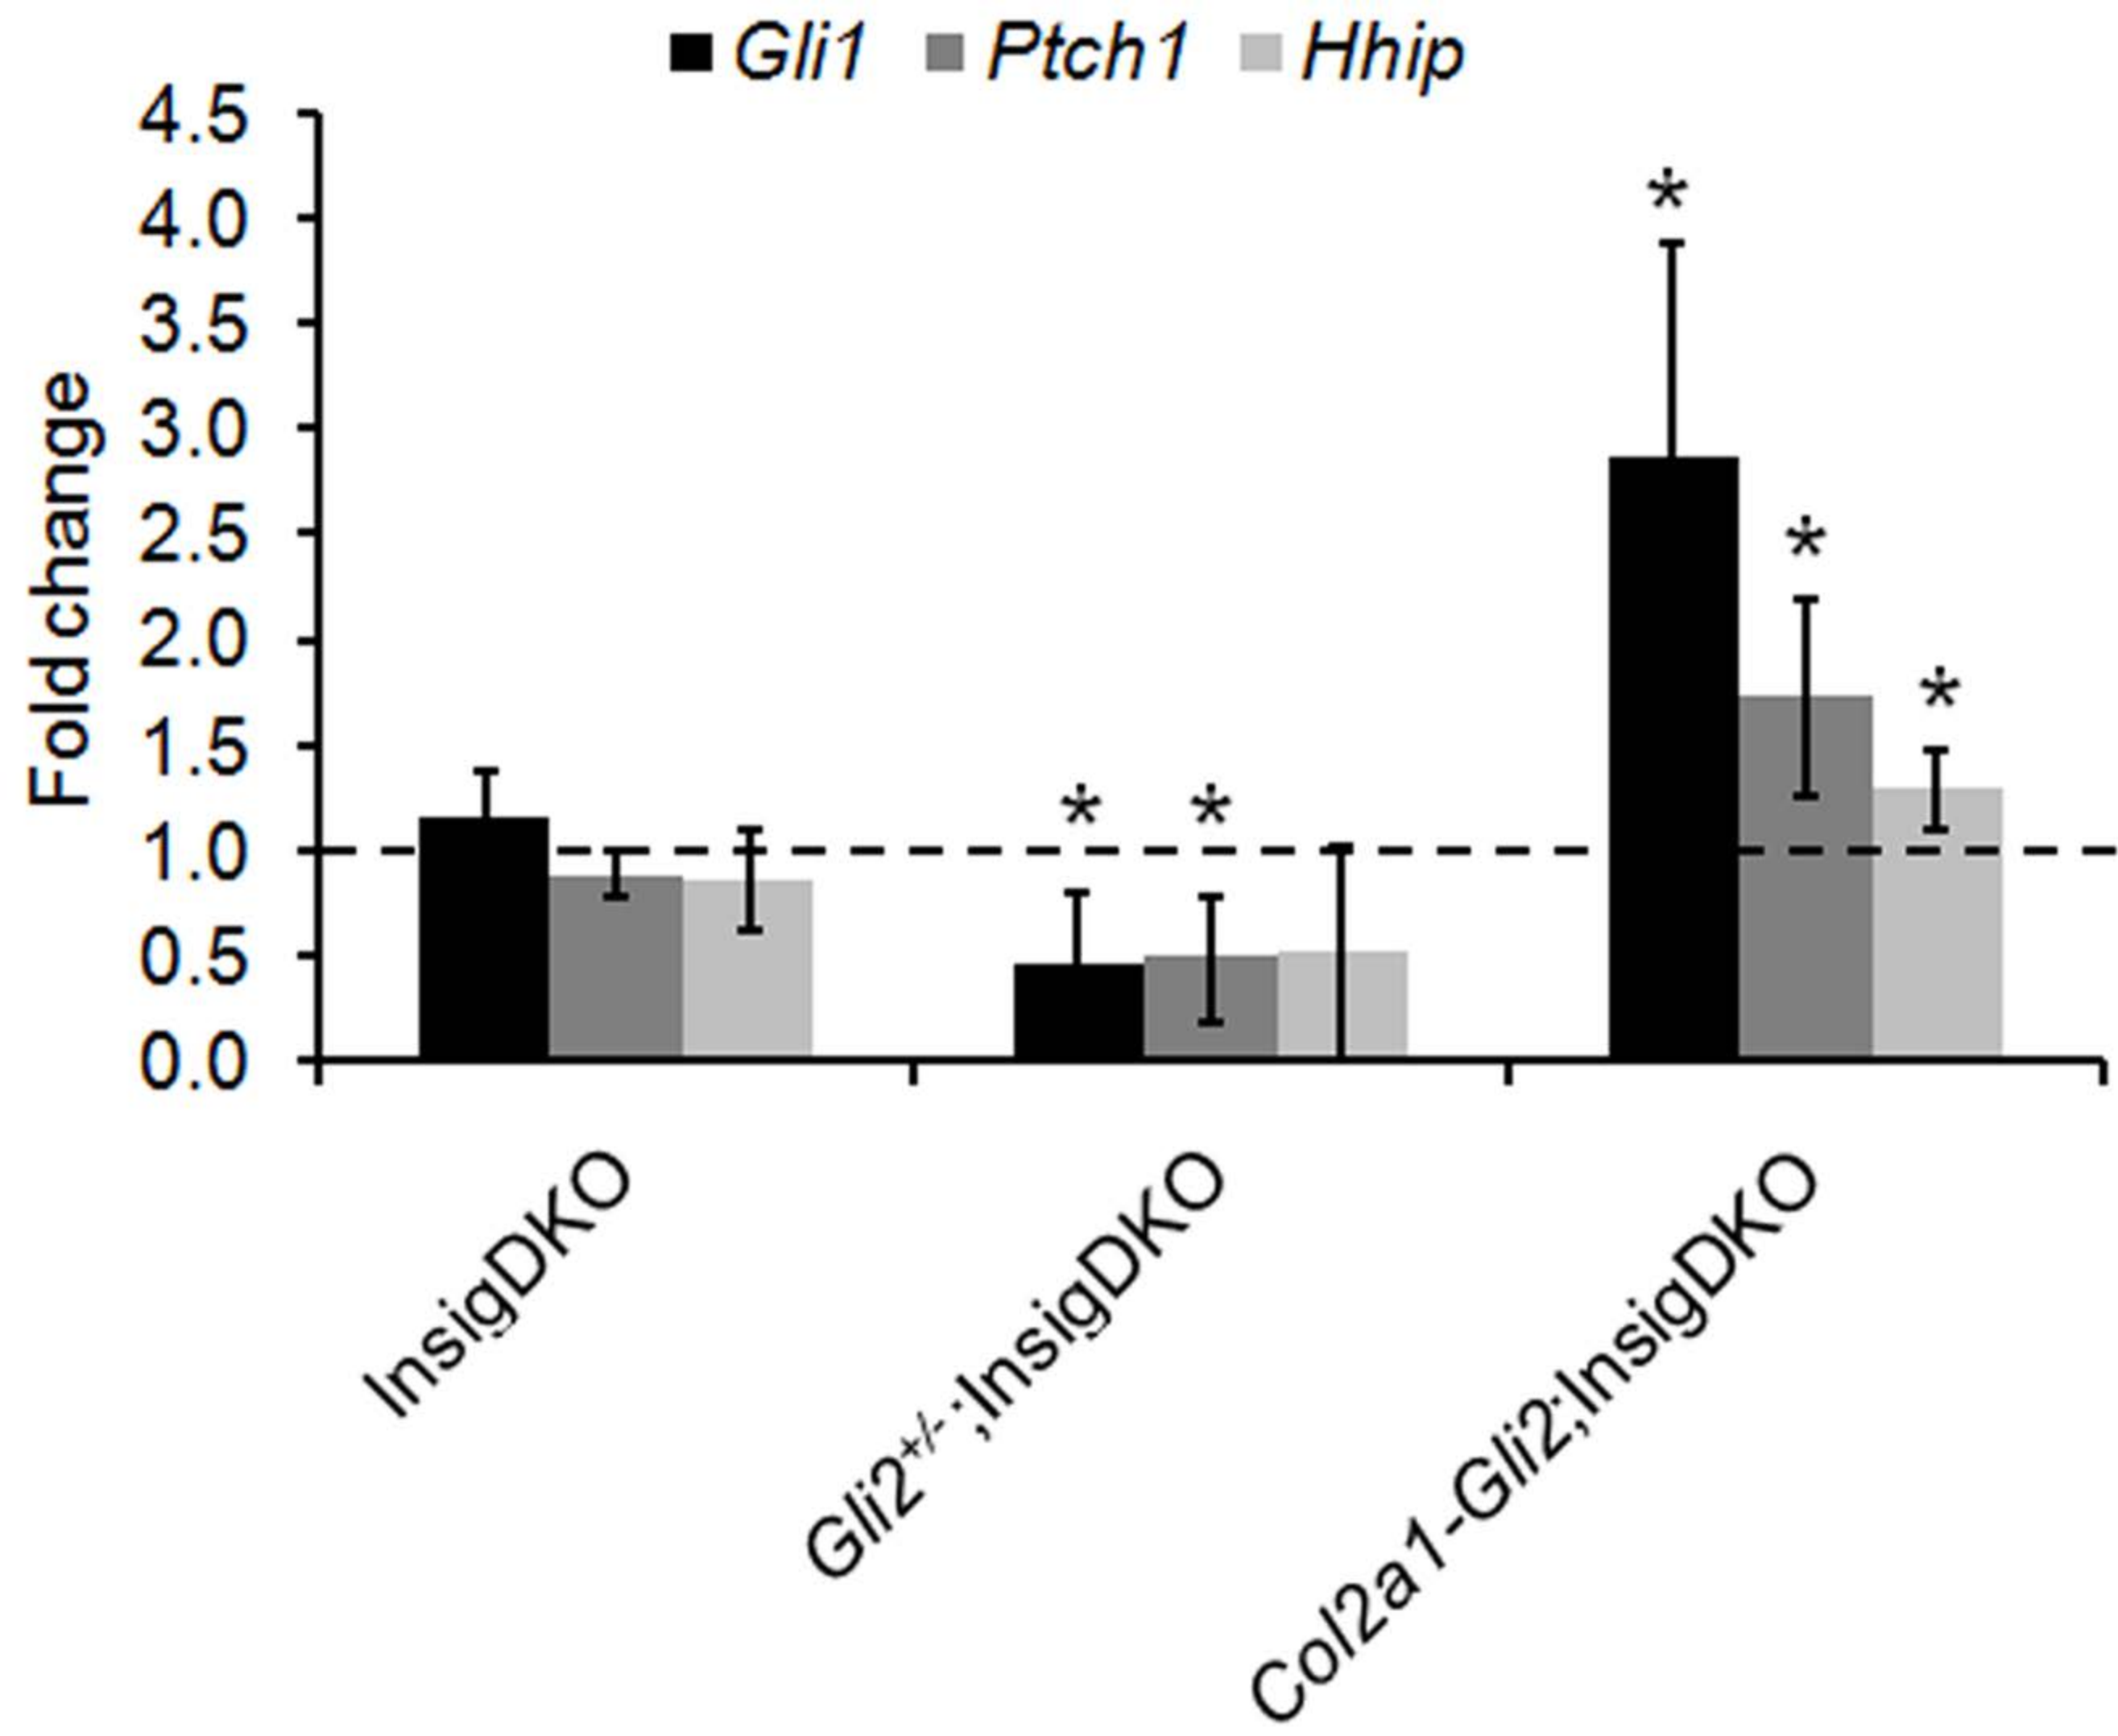 Gli1 Ptch1 Hhip
4.5
4.0
3.5
3.0
2.5
2.0
1.5
1.0
0.5
0.0
Fold change
* * * * *
InsigDKO
Gli2+/-;InsigDKO
Col2a1-Gli2;InsigDKO